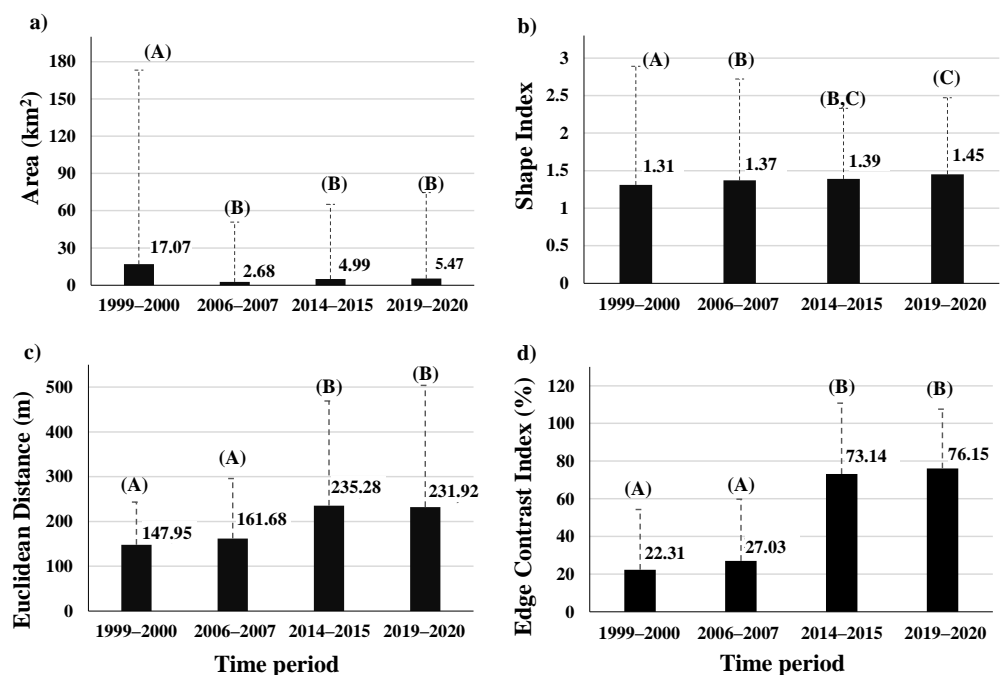 a)
Area (km²)
180
150
120
90
60
30
0
(A)
(B)
(B)
(B)
17.07
2.68
4.99
5.47
1999–2000 2006–2007 2014–2015 2019–2020
b)
Shape Index
3
2.5
2
1.5
1
0.5
0
(A)
(B)
(B,C)
(C)
1.31
1.37
1.39
1.45
1999–2000 2006–2007 2014–2015 2019–2020
c)
Euclidean Distance (m)
500
400
300
200
100
0
(A)
(A)
(B)
(B)
147.95
161.68
235.28
231.92
1999–2000 2006–2007 2014–2015 2019–2020
Time period
d)
Edge Contrast Index (%)
120
100
80
60
40
20
0
(A)
(A)
(B)
(B)
22.31
27.03
73.14
76.15
1999–2000 2006–2007 2014–2015 2019–2020
Time period